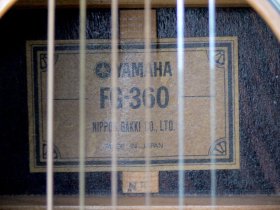 YAMAHA
FG-360
NIPPON GAKKI CO., LTD.
MADE IN JAPAN